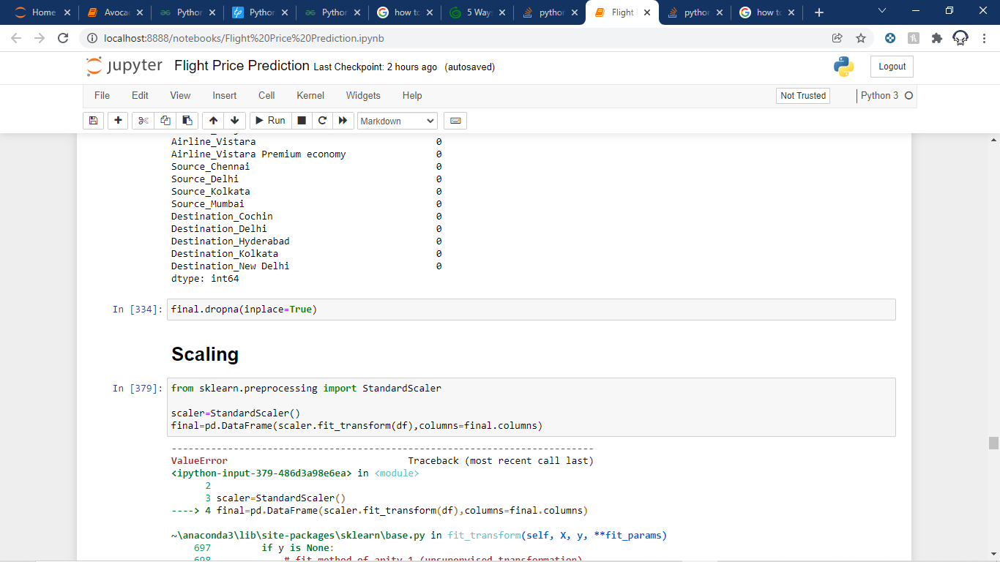 Home
Avoca
Python
Python
Python
how to
5 Way
python
Flight
python
how to
localhost:8888/notebooks/Flight%20Price%20Prediction.ipynb
jupyter Flight Price Prediction Last Checkpoint: 2 hours ago (autosaved)
Logout
File Edit View Insert Cell Kernel Widgets Help
Not Trusted
Python 3
Run
Markdown
Airline_Vistara 0
Airline_Vistara Premium economy 0
Source_Chennai 0
Source_Delhi 0
Source_Kolkata 0
Source_Mumbai 0
Destination_Cochin 0
Destination_Delhi 0
Destination_Hyderabad 0
Destination_Kolkata 0
Destination_New Delhi 0
dtype: int64
In [334]: final.dropna(inplace=True)
Scaling
In [379]: from sklearn.preprocessing import StandardScaler
scaler=StandardScaler()
final=pd.DataFrame(scaler.fit_transform(df),columns=final.columns)
---------------------------------------------------------------------------
ValueError Traceback (most recent call last)
<ipython-input-379-486d3a98e6ea> in <module>
2
3 scaler=StandardScaler()
----> 4 final=pd.DataFrame(scaler.fit_transform(df),columns=final.columns)
~\anaconda3\lib\site-packages\sklearn\base.py in fit_transform(self, X, y, **fit_params)
697 if y is None:
698 # fit method of arity 1 (unsupervised transformation)